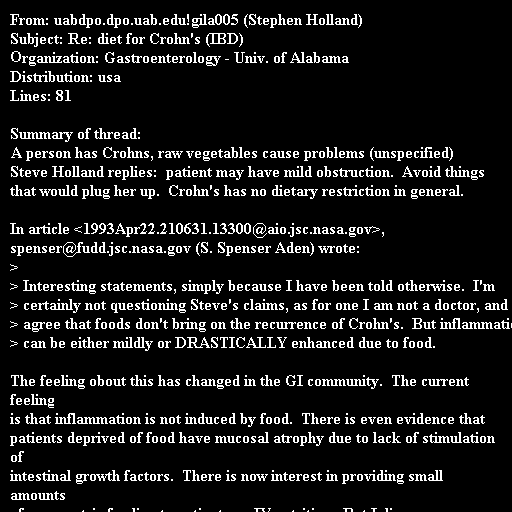 From: uabdpo.dpo.uab.edu!gila005 (Stephen Holland)
Subject: Re: diet for Crohn's (IBD)
Organization: Gastroenterology - Univ. of Alabama
Distribution: usa
Lines: 81

Summary of thread:
A person has Crohns, raw vegetables cause problems (unspecified)
Steve Holland replies:  patient may have mild obstruction.  Avoid things
that would plug her up.  Crohn's has no dietary restriction in general.

In article <1993Apr22.210631.13300@aio.jsc.nasa.gov>,
spenser@fudd.jsc.nasa.gov (S. Spenser Aden) wrote:
>
> Interesting statements, simply because I have been told otherwise.  I'm
> certainly not questioning Steve's claims, as for one I am not a doctor, and
> agree that foods don't bring on the recurrence of Crohn's.  But inflammati
> can be either mildly or DRASTICALLY enhanced due to food.

The feeling obout this has changed in the GI community.  The current
feeling
is that inflammation is not induced by food.  There is even evidence that
patients deprived of food have mucosal atrophy due to lack of stimulation
of
intestinal growth factors.  There is now interest in providing small
amounts